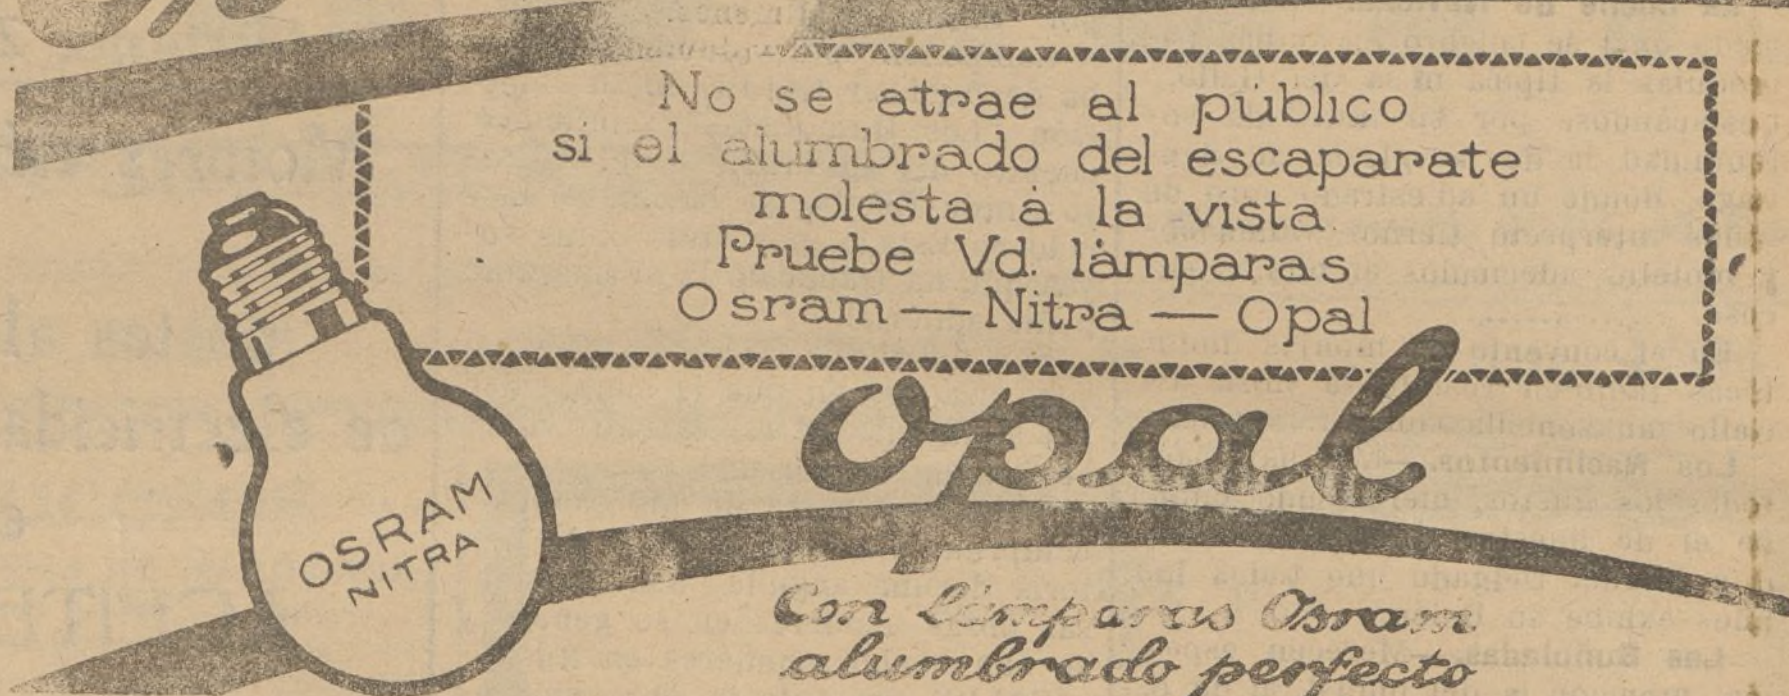 No se atrae al público
si el alumbrado del escaparate
molesta à la vista
Pruebe Vd. lámparas
Osram — Nitra — Opal
opal
OSRAM
NITRA
Con lámparas Osram
alumbrado perfecto